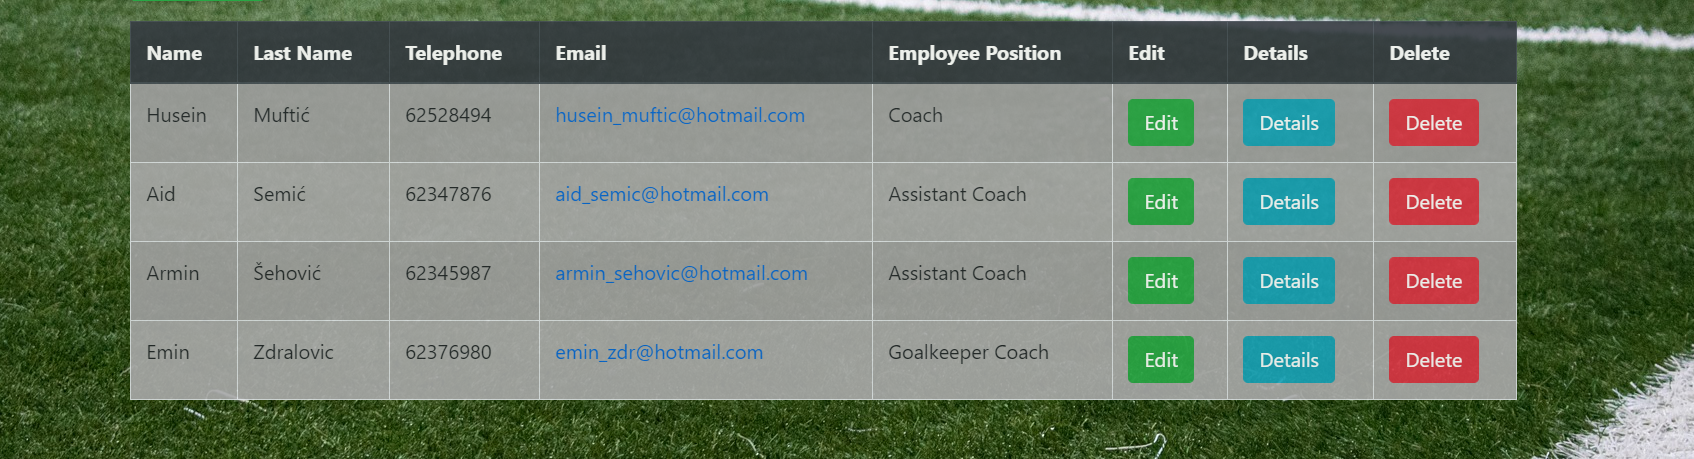 Name Last Name Telephone Email Employee Position Edit Details Delete
Husein Muftić 62528494 husein_muftic@hotmail.com Coach Edit Details Delete
Aid Semić 62347876 aid_semic@hotmail.com Assistant Coach Edit Details Delete
Armin Šehović 62345987 armin_sehovic@hotmail.com Assistant Coach Edit Details Delete
Emin Zdralovic 62376980 emin_zdr@hotmail.com Goalkeeper Coach Edit Details Delete